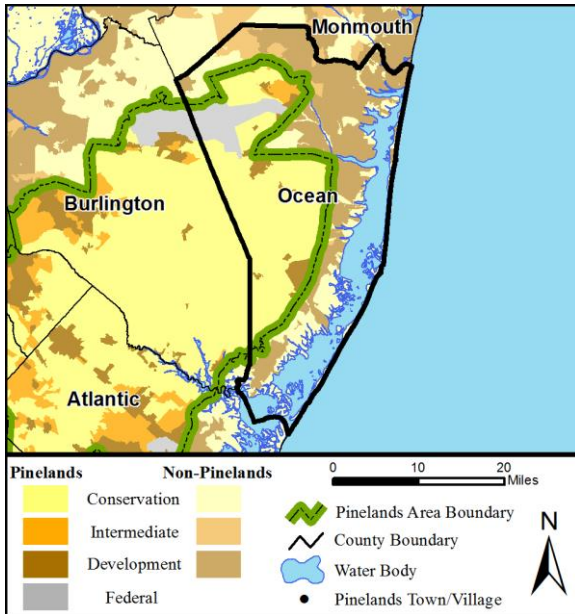 Monmouth
Burlington
Ocean
Atlantic
Pinelands Non-Pinelands
Conservation
Intermediate
Development
Federal
0 10 20
Miles
Pinelands Area Boundary
County Boundary
Water Body
Pinelands Town/Village
N